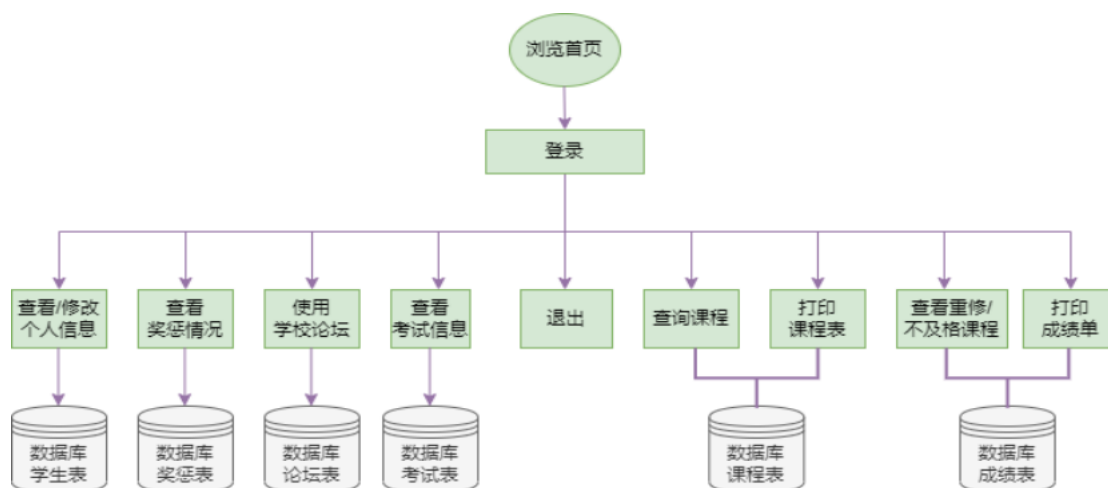 浏览首页
登录
查看/修改
个人信息
查看
奖惩情况
使用
学校论坛
查看
考试信息
退出
查询课程
打印
课程表
查看重修/
不及格课程
打印
成绩单
数据库
学生表
数据库
奖惩表
数据库
论坛表
数据库
考试表
数据库
课程表
数据库
成绩表